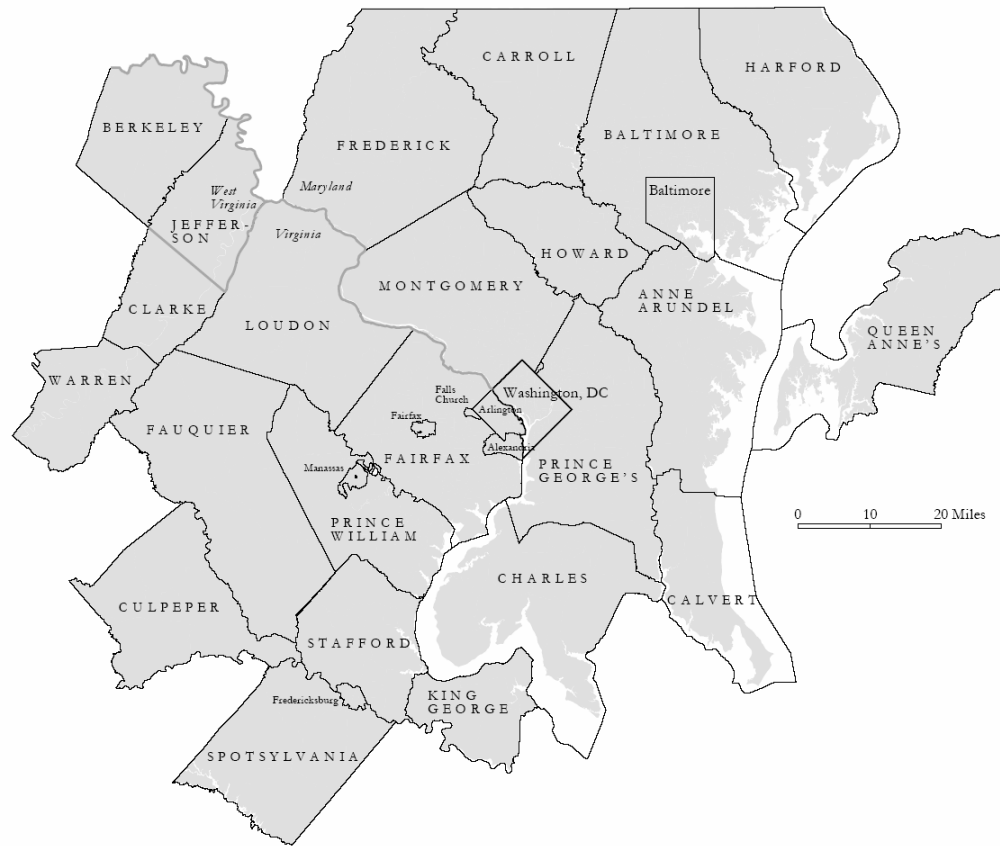 CARROLL
HARFORD
BERKELEY
BALTIMORE
FREDERICK
West
Virginia
Maryland
Baltimore
JEFFER-
SON
Virginia
HOWARD
MONTGOMERY
ANNE
ARUNDEL
CLARKE
LOUDON
QUEEN
ANNE'S
WARREN
Falls
Church
Washington, DC
Arlington
Fairfax
FAUQUIER
Alexandria
FAIRFAX
Manassas
PRINCE
GEORGE'S
PRINCE
WILLIAM
0 10 20 Miles
CHARLES
CALVERT
CULPEPER
STAFFORD
KING
GEORGE
Fredericksburg
SPOTSYLVANIA